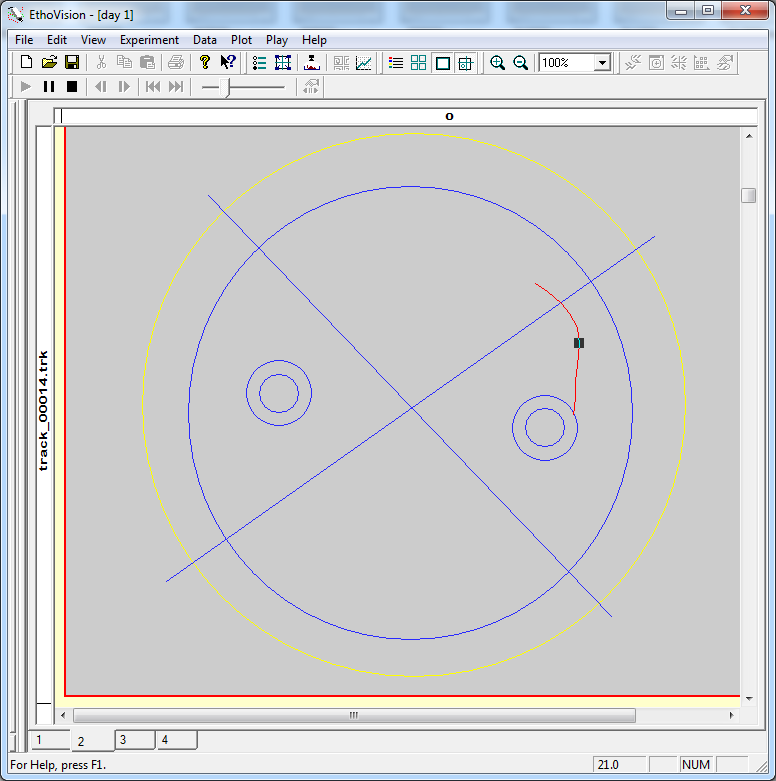 EthoVision - [day 1]
File Edit View Experiment Data Plot Play Help
100%
o
track_00014.trk
1 2 3 4
For Help, press F1. 21.0 NUM